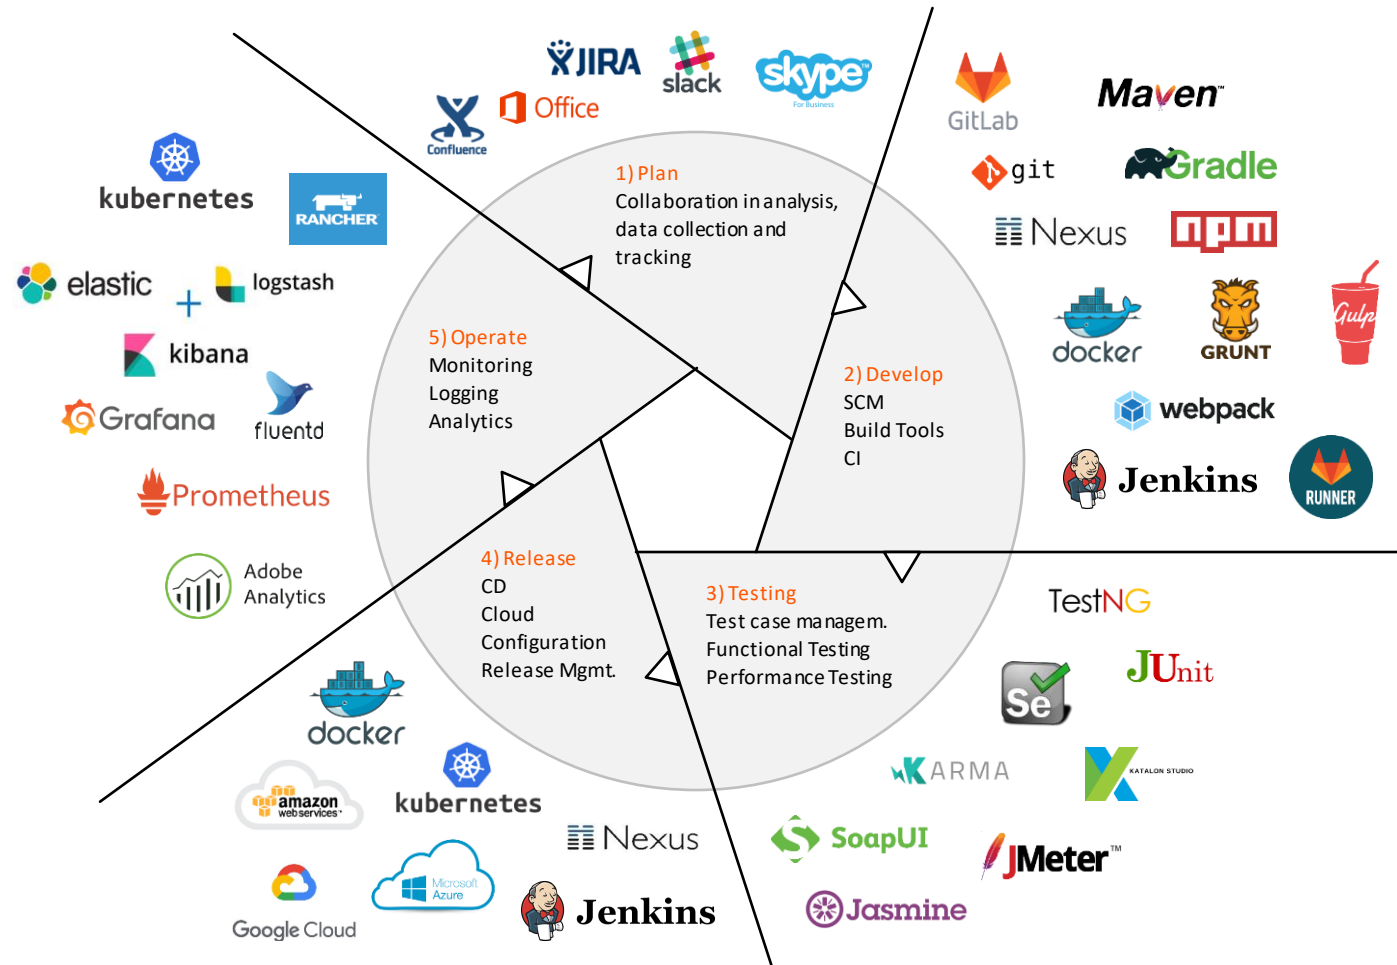 JIRA
slack
skype™
For Business
Office
Confluence
1) Plan
Collaboration in analysis,
data collection and
tracking
GitLab
Maven™
git
Gradle
Nexus
npm
docker
GRUNT
Gulp
webpack
Jenkins
RUNNER
2) Develop
SCM
Build Tools
CI
3) Testing
Test case managem.
Functional Testing
Performance Testing
TestNG
JUnit
Se
KARMA
KATALON STUDIO
SoapUI
JMeter™
Jasmine
4) Release
CD
Cloud
Configuration
Release Mgmt.
docker
kubernetes
amazon
webservices™
Nexus
Microsoft
Azure
Google Cloud
Jenkins
5) Operate
Monitoring
Logging
Analytics
kubernetes
RANCHER
elastic
+
logstash
kibana
Grafana
fluentd
Prometheus
Adobe
Analytics